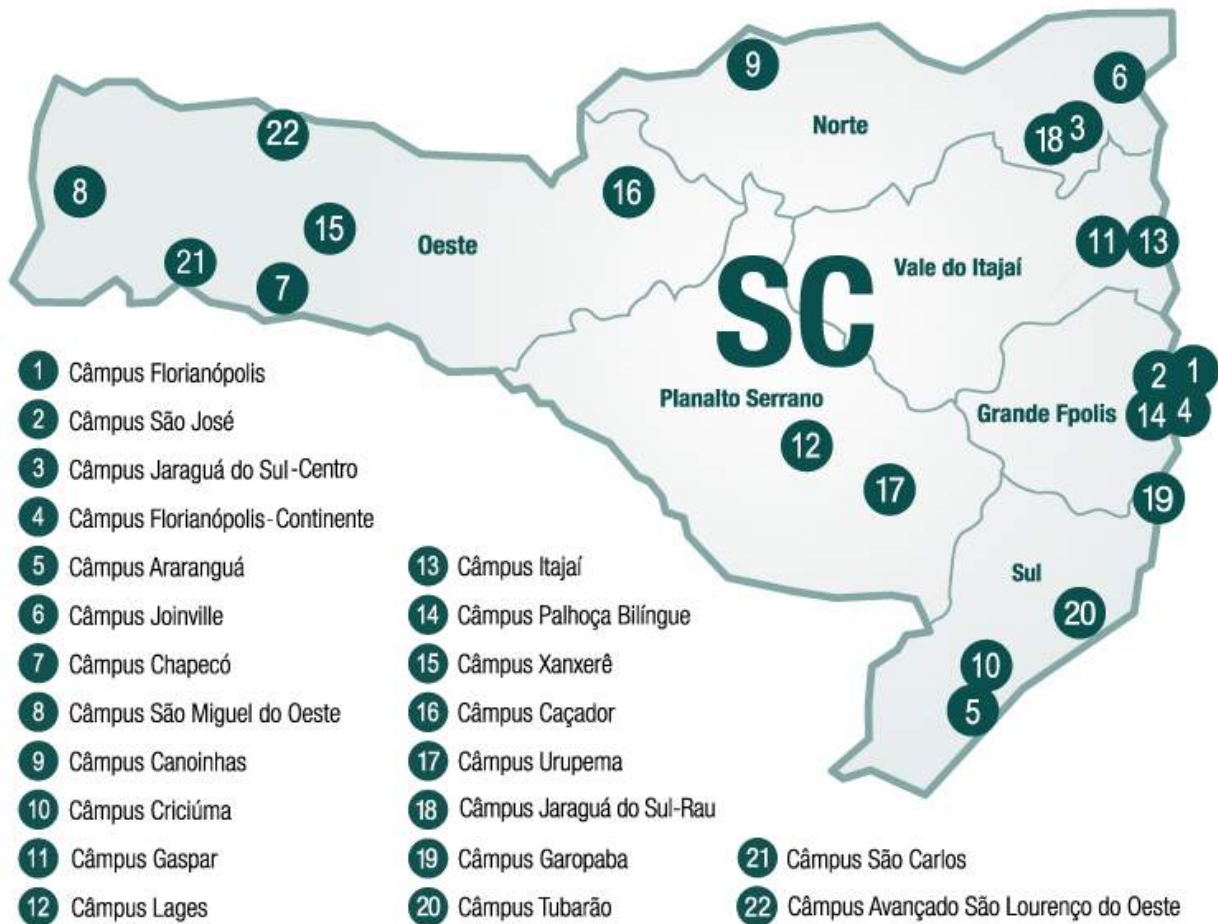 9
6
Norte
22
18
3
8
16
15
Oeste
11
13
21
Vale do Itajaí
7
SC
1 Câmpus Florianópolis
2
1
Planalto Serrano
Grande Fpolis
14
4
2 Câmpus São José
12
3 Câmpus Jaraguá do Sul-Centro
17
19
4 Câmpus Florianópolis-Continente
5 Câmpus Araranguá
13 Câmpus Itajaí
Sul
6 Câmpus Joinville
14 Câmpus Palhoça Bilíngue
20
7 Câmpus Chapecó
15 Câmpus Xanxerê
10
8 Câmpus São Miguel do Oeste
16 Câmpus Caçador
5
9 Câmpus Canoinhas
17 Câmpus Urupema
10 Câmpus Criciúma
18 Câmpus Jaraguá do Sul-Rau
11 Câmpus Gaspar
19 Câmpus Garopaba
21 Câmpus São Carlos
12 Câmpus Lages
20 Câmpus Tubarão
22 Câmpus Avançado São Lourenço do Oeste